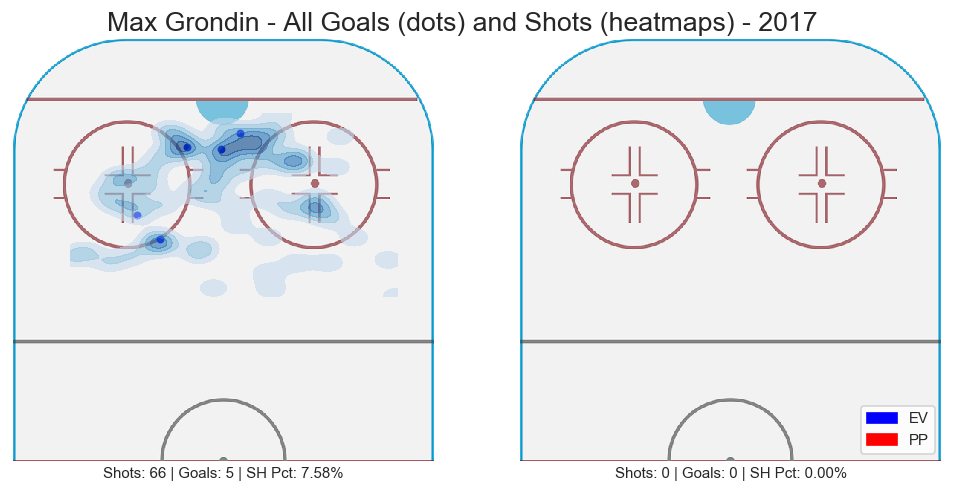 Max Grondin - All Goals (dots) and Shots (heatmaps) - 2017
EV
PP
Shots: 66 | Goals: 5 | SH Pct: 7.58%
Shots: 0 | Goals: 0 | SH Pct: 0.00%